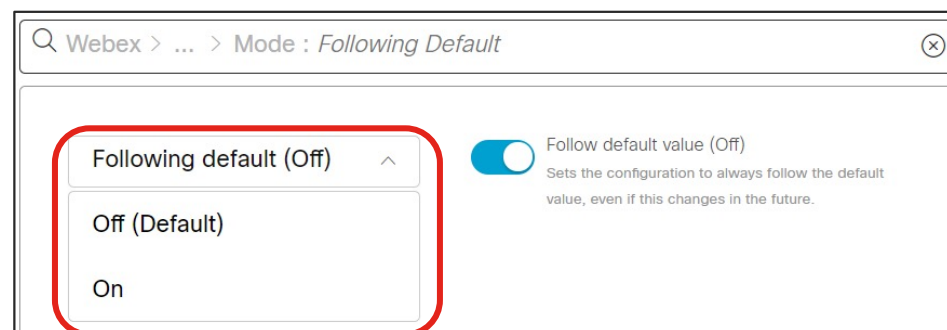 Webex > ... > Mode : Following Default
Following default (Off)
Off (Default)
On
Follow default value (Off)
Sets the configuration to always follow the default
value, even if this changes in the future.